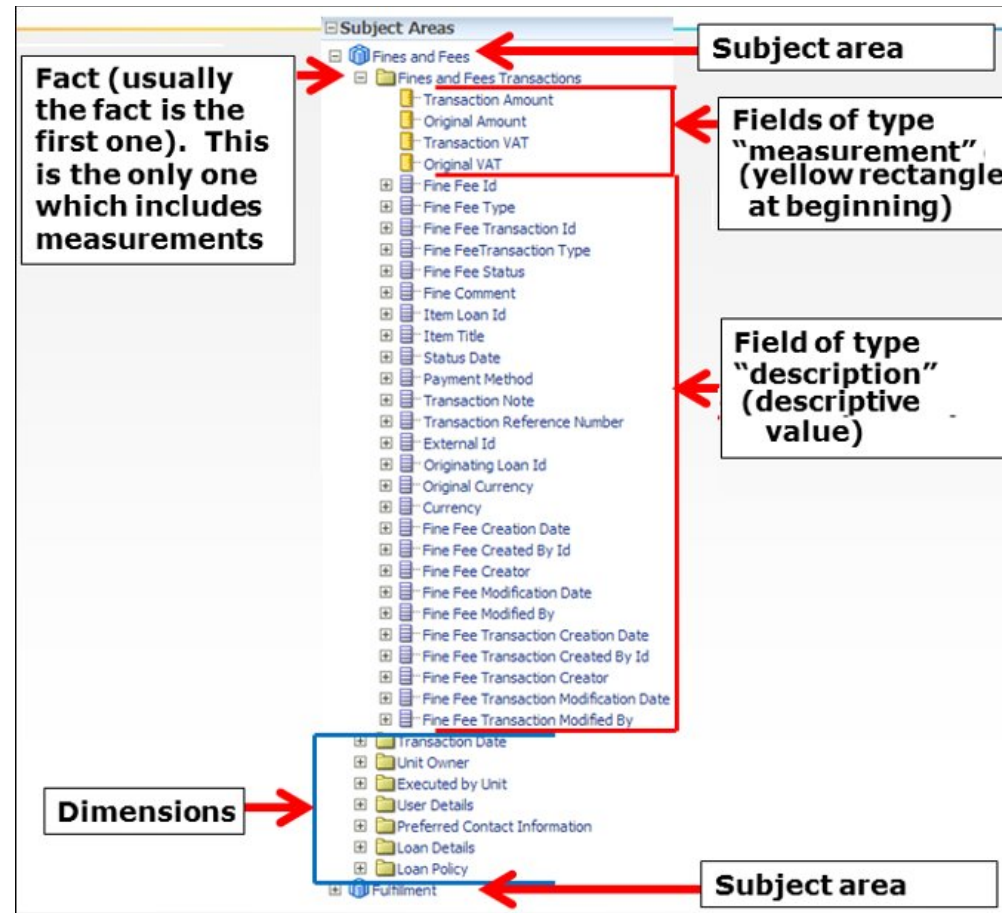 Subject Areas
Fines and Fees
Subject area
Fact (usually
the fact is the
first one). This
is the only one
which includes
measurements
Fines and Fees Transactions
Transaction Amount
Original Amount
Transaction VAT
Original VAT
Fields of type
“measurement”
(yellow rectangle
at beginning)
Fine Fee Id
Fine Fee Type
Fine Fee Transaction Id
Fine FeeTransaction Type
Fine Fee Status
Fine Comment
Item Loan Id
Item Title
Status Date
Payment Method
Transaction Note
Transaction Reference Number
External Id
Originating Loan Id
Original Currency
Currency
Fine Fee Creation Date
Fine Fee Created By Id
Fine Fee Creator
Fine Fee Modification Date
Fine Fee Modified By
Fine Fee Transaction Creation Date
Fine Fee Transaction Created By Id
Fine Fee Transaction Creator
Fine Fee Transaction Modification Date
Fine Fee Transaction Modified By
Field of type
“description”
(descriptive
value)
Transaction Date
Unit Owner
Executed by Unit
User Details
Preferred Contact Information
Loan Details
Loan Policy
Dimensions
Fulfillment
Subject area